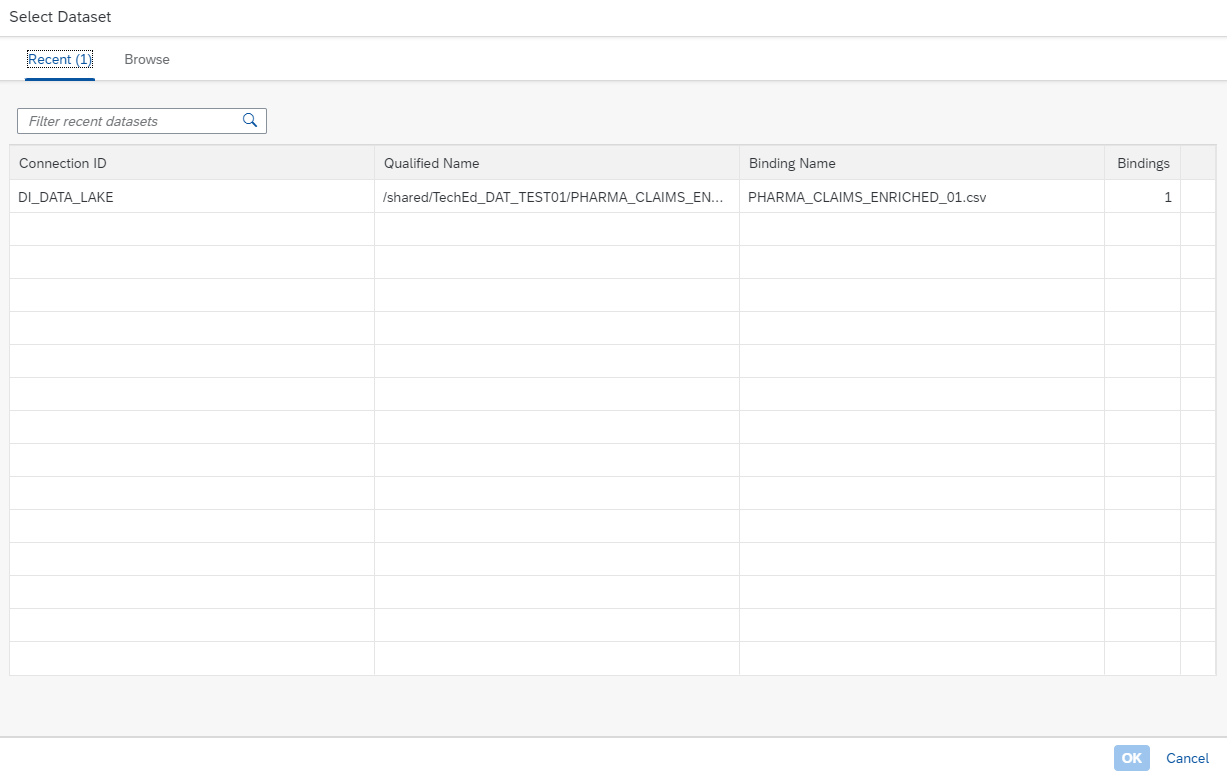 Select Dataset
Recent (1) Browse
Filter recent datasets
Connection ID Qualified Name Binding Name Bindings
DI_DATA_LAKE /shared/TechEd_DAT_TEST01/PHARMA_CLAIMS_EN... PHARMA_CLAIMS_ENRICHED_01.csv 1
OK Cancel